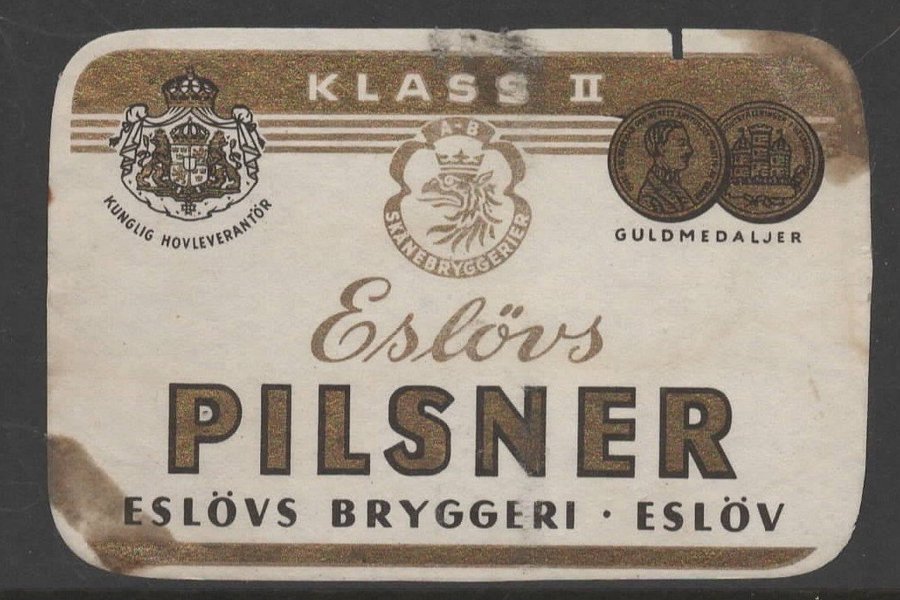 KLASS II
A-B
SKÅNEBRYGGERIER
KUNGLIG HOVLEVERANTÖR
GULDMEDALJER
Eslövs
PILSNER
ESLÖVS BRYGGERI · ESLÖV